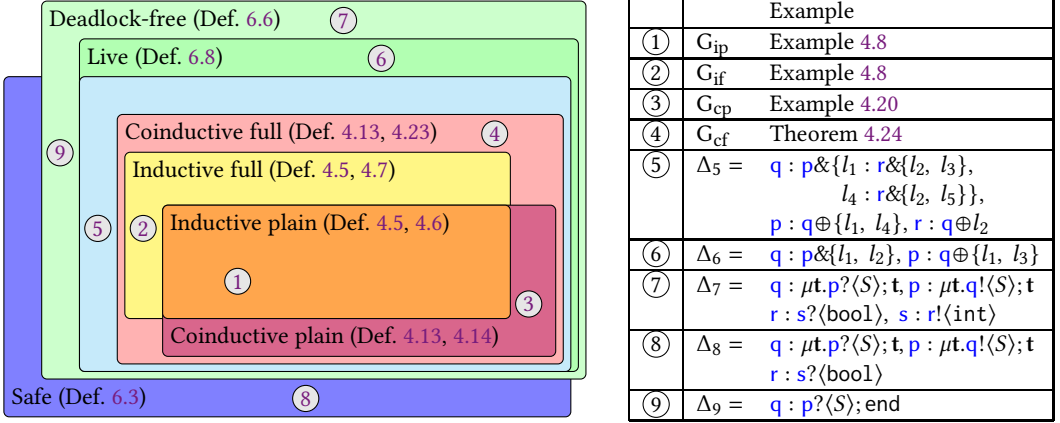 Deadlock-free (Def. 6.6) ⑦
Live (Def. 6.8) ⑥
Coinductive full (Def. 4.13, 4.23) ④
⑨
Inductive full (Def. 4.5, 4.7)
Inductive plain (Def. 4.5, 4.6)
⑤ ②
①
③
Coinductive plain (Def. 4.13, 4.14)
Safe (Def. 6.3) ⑧
Example
① G_ip Example 4.8
② G_if Example 4.8
③ G_cp Example 4.20
④ G_cf Theorem 4.24
⑤ Δ₅ = q : p&{l₁ : r&{l₂, l₃},
l₄ : r&{l₂, l₅}},
p : q⊕{l₁, l₄}, r : q⊕l₂
⑥ Δ₆ = q : p&{l₁, l₂}, p : q⊕{l₁, l₃}
⑦ Δ₇ = q : μt.p?⟨S⟩; t, p : μt.q!⟨S⟩; t
r : s?⟨bool⟩, s : r!⟨int⟩
⑧ Δ₈ = q : μt.p?⟨S⟩; t, p : μt.q!⟨S⟩; t
r : s?⟨bool⟩
⑨ Δ₉ = q : p?⟨S⟩; end